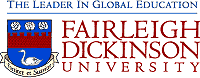 THE LEADER IN GLOBAL EDUCATION
FAIRLEIGH
DICKINSON
UNIVERSITY